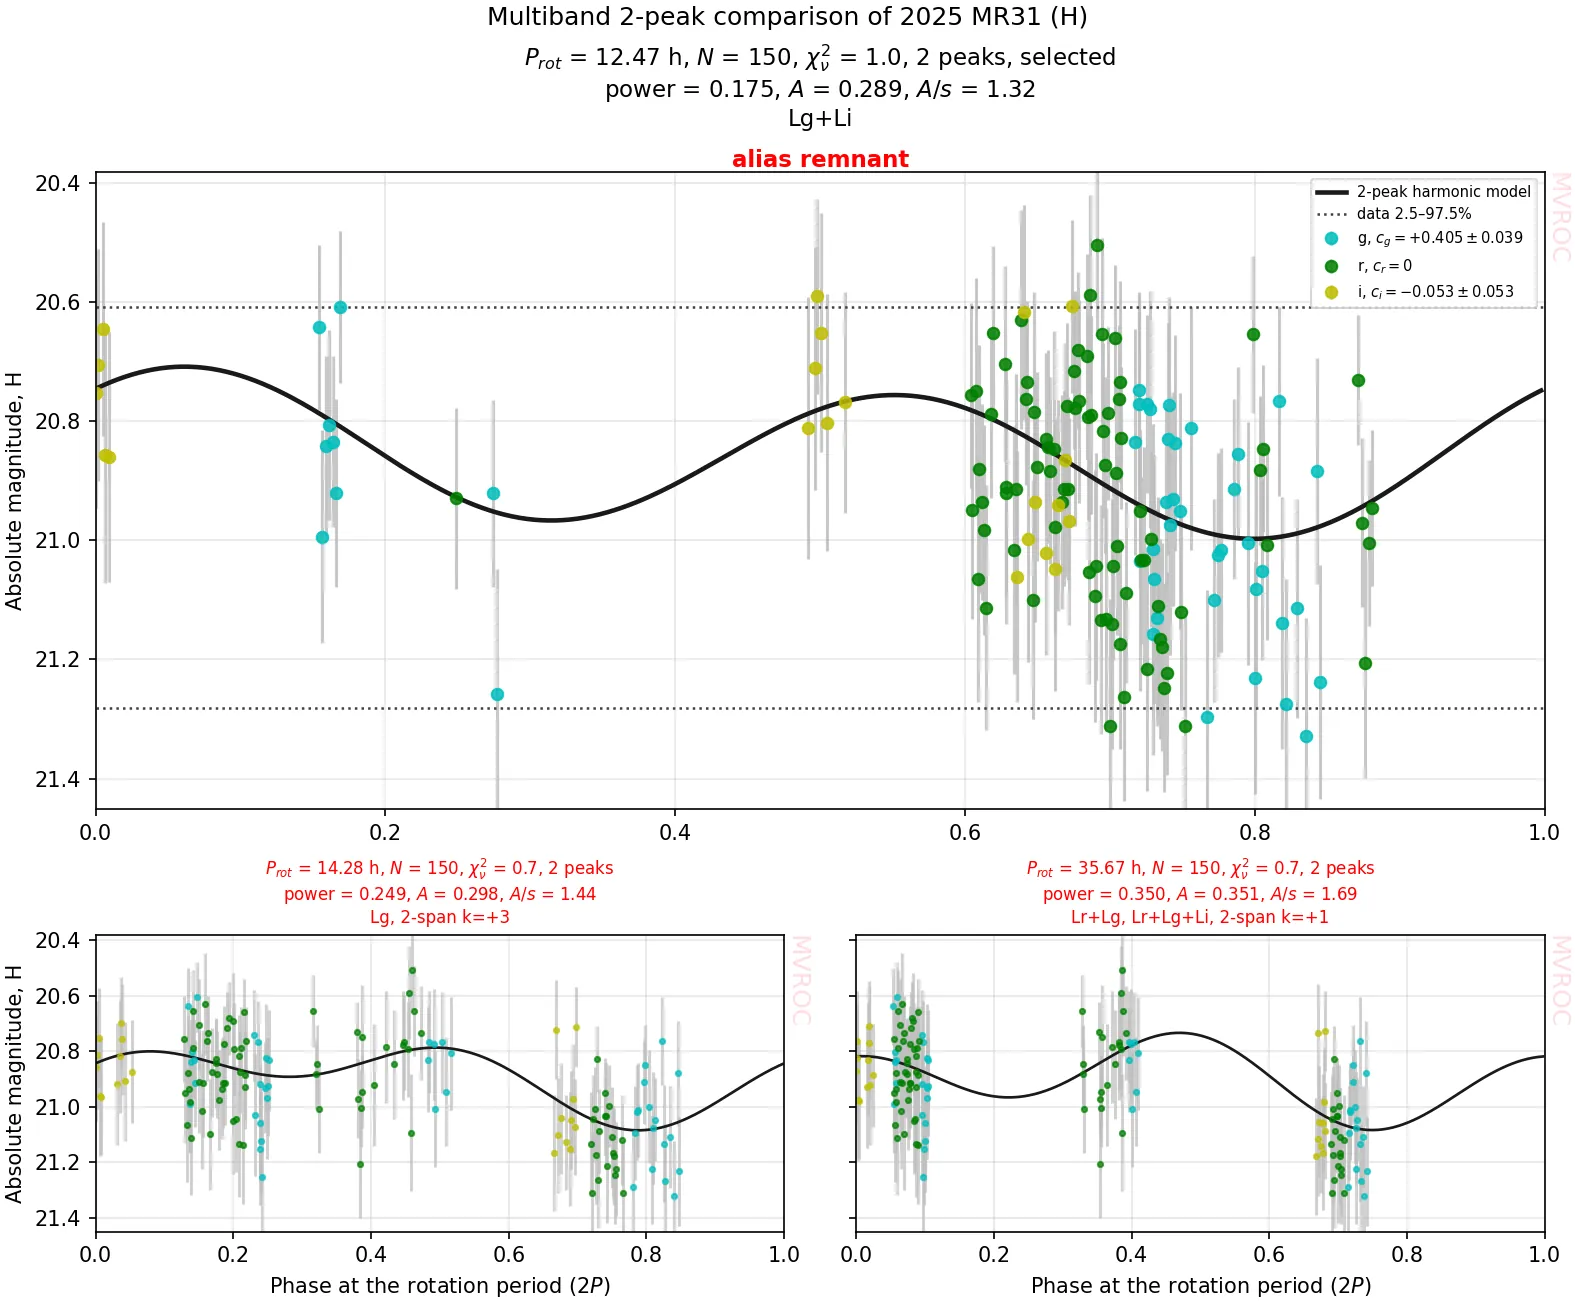 Multiband 2-peak comparison of 2025 MR31 (H)
P_rot = 12.47 h, N = 150, χ²_ν = 1.0, 2 peaks, selected
power = 0.175, A = 0.289, A/s = 1.32
Lg+Li
alias remnant
MVROC
2-peak harmonic model
data 2.5–97.5%
g, c_g = +0.405 ± 0.039
r, c_r = 0
i, c_i = −0.053 ± 0.053
Absolute magnitude, H
20.4
20.6
20.8
21.0
21.2
21.4
0.0 0.2 0.4 0.6 0.8 1.0
P_rot = 14.28 h, N = 150, χ²_ν = 0.7, 2 peaks
power = 0.249, A = 0.298, A/s = 1.44
Lg, 2-span k=+3
MVROC
Absolute magnitude, H
20.4
20.6
20.8
21.0
21.2
21.4
0.0 0.2 0.4 0.6 0.8 1.0
Phase at the rotation period (2P)
P_rot = 35.67 h, N = 150, χ²_ν = 0.7, 2 peaks
power = 0.350, A = 0.351, A/s = 1.69
Lr+Lg, Lr+Lg+Li, 2-span k=+1
MVROC
0.0 0.2 0.4 0.6 0.8 1.0
Phase at the rotation period (2P)